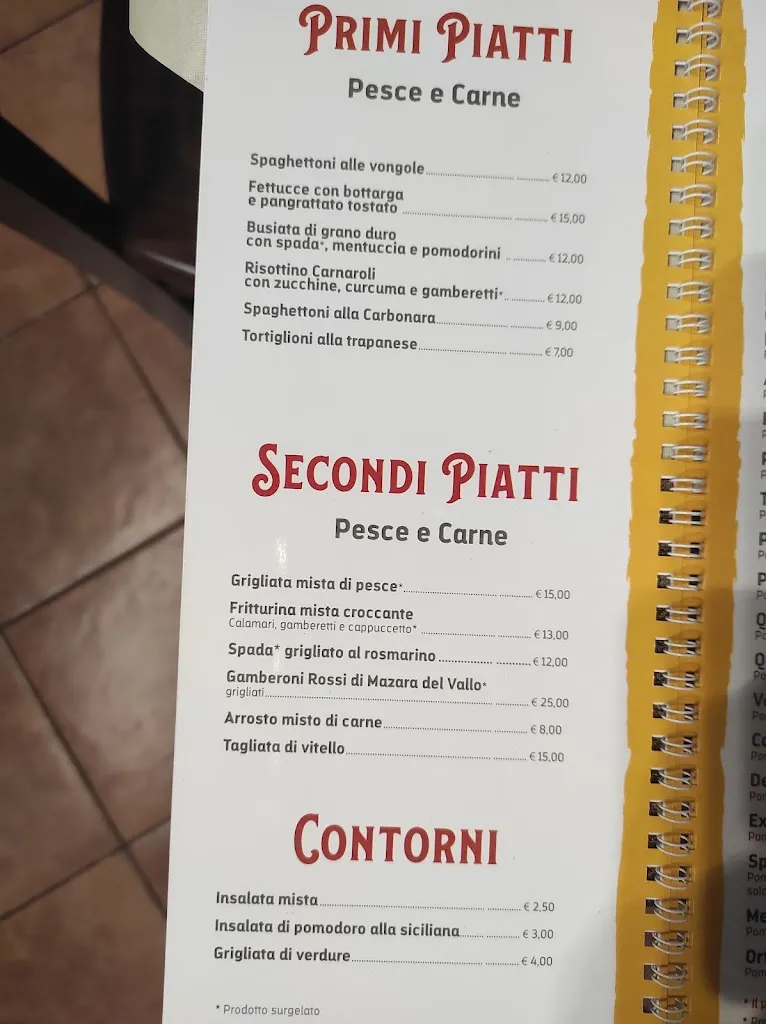 PRIMI PIATTI
Pesce e Carne
Spaghettoni alle vongole € 12,00
Fettucce con bottarga
e pangrattato tostato € 15,00
Busiata di grano duro
con spada*, mentuccia e pomodorini € 12,00
Risottino Carnaroli
con zucchine, curcuma e gamberetti* € 12,00
Spaghettoni alla Carbonara € 9,00
Tortiglioni alla trapanese € 7,00
SECONDI PIATTI
Pesce e Carne
Grigliata mista di pesce* € 15,00
Fritturina mista croccante
Calamari, gamberetti e cappuccetto* € 13,00
Spada* grigliato al rosmarino € 12,00
Gamberoni Rossi di Mazara del Vallo*
grigliati € 25,00
Arrosto misto di carne € 8,00
Tagliata di vitello € 15,00
CONTORNI
Insalata mista € 2,50
Insalata di pomodoro alla siciliana € 3,00
Grigliata di verdure € 4,00
* Prodotto surgelato